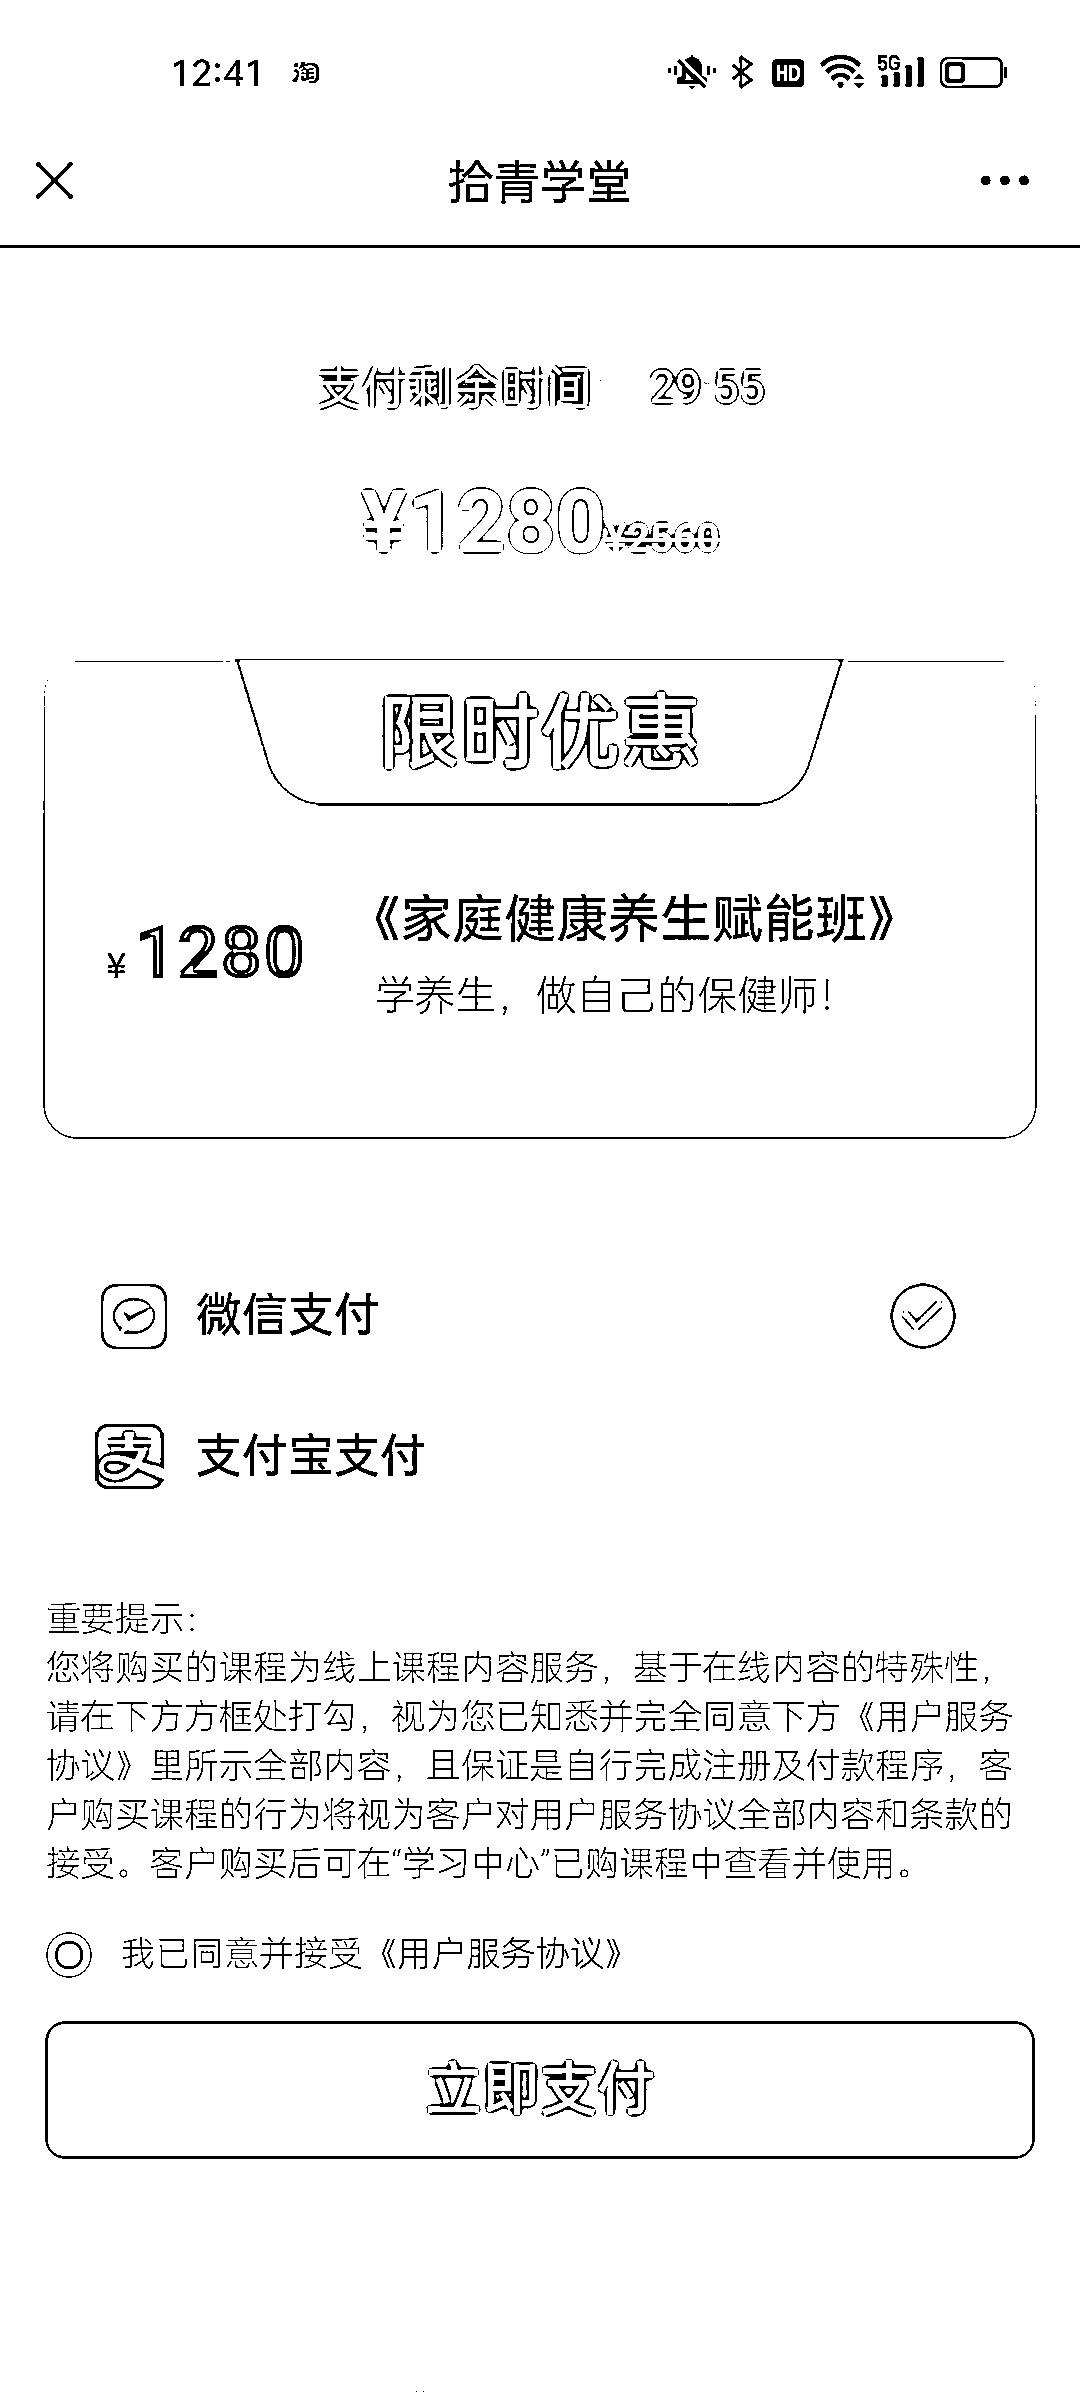 12:41 淘 HD 5G
拾青学堂
支付剩余时间 29:55
¥1280 ¥2560
限时优惠
¥1280
《家庭健康养生赋能班》
学养生，做自己的保健师！
微信支付
支付宝支付
重要提示：
您将购买的课程为线上课程内容服务，基于在线内容的特殊性，
请在下方方框处打勾，视为您已知悉并完全同意下方《用户服务
协议》里所示全部内容，且保证是自行完成注册及付款程序，客
户购买课程的行为将视为客户对用户服务协议全部内容和条款的
接受。客户购买后可在“学习中心”已购课程中查看并使用。
我已同意并接受《用户服务协议》
立即支付